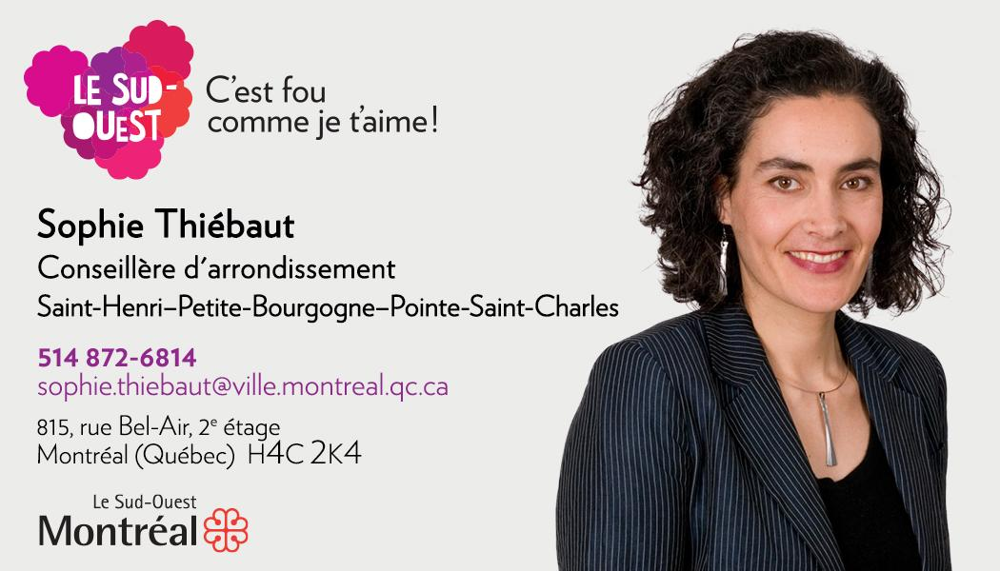 LE SUD-
OUEST
C'est fou
comme je t'aime!
Sophie Thiébaut
Conseillère d'arrondissement
Saint-Henri–Petite-Bourgogne–Pointe-Saint-Charles
514 872-6814
sophie.thiebaut@ville.montreal.qc.ca
815, rue Bel-Air, 2e étage
Montréal (Québec) H4C 2K4
Le Sud-Ouest
Montréal